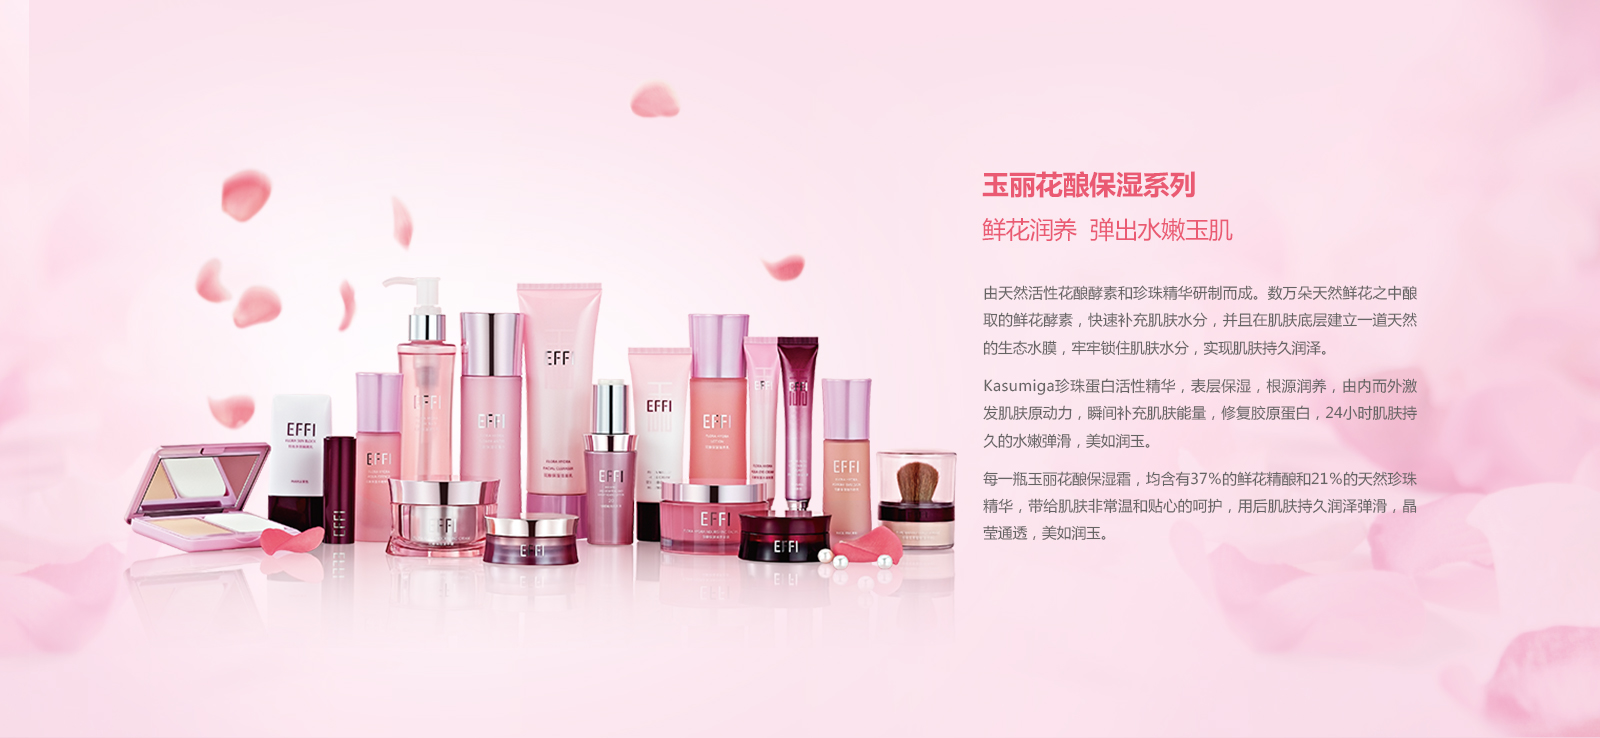 玉丽花酿保湿系列
鲜花润养 弹出水嫩玉肌
由天然活性花酿酵素和珍珠精华研制而成。数万朵天然鲜花之中酿
取的鲜花酵素，快速补充肌肤水分，并且在肌肤底层建立一道天然
的生态水膜，牢牢锁住肌肤水分，实现肌肤持久润泽。
Kasumiga珍珠蛋白活性精华，表层保湿，根源润养，由内而外激
发肌肤原动力，瞬间补充肌肤能量，修复胶原蛋白，24小时肌肤持
久的水嫩弹滑，美如润玉。
每一瓶玉丽花酿保湿霜，均含有37%的鲜花精酿和21%的天然珍珠
精华，带给肌肤非常温和贴心的呵护，用后肌肤持久润泽弹滑，晶
莹通透，美如润玉。
EFFI
EFFI
EFFI
EFFI
EFFI
EFFI
FACIAL CLEANSER
EFFI
EFFI
EFFI
EFFI
EFFI
EFFI
EFFI
EFFI
EFFI
EFFI